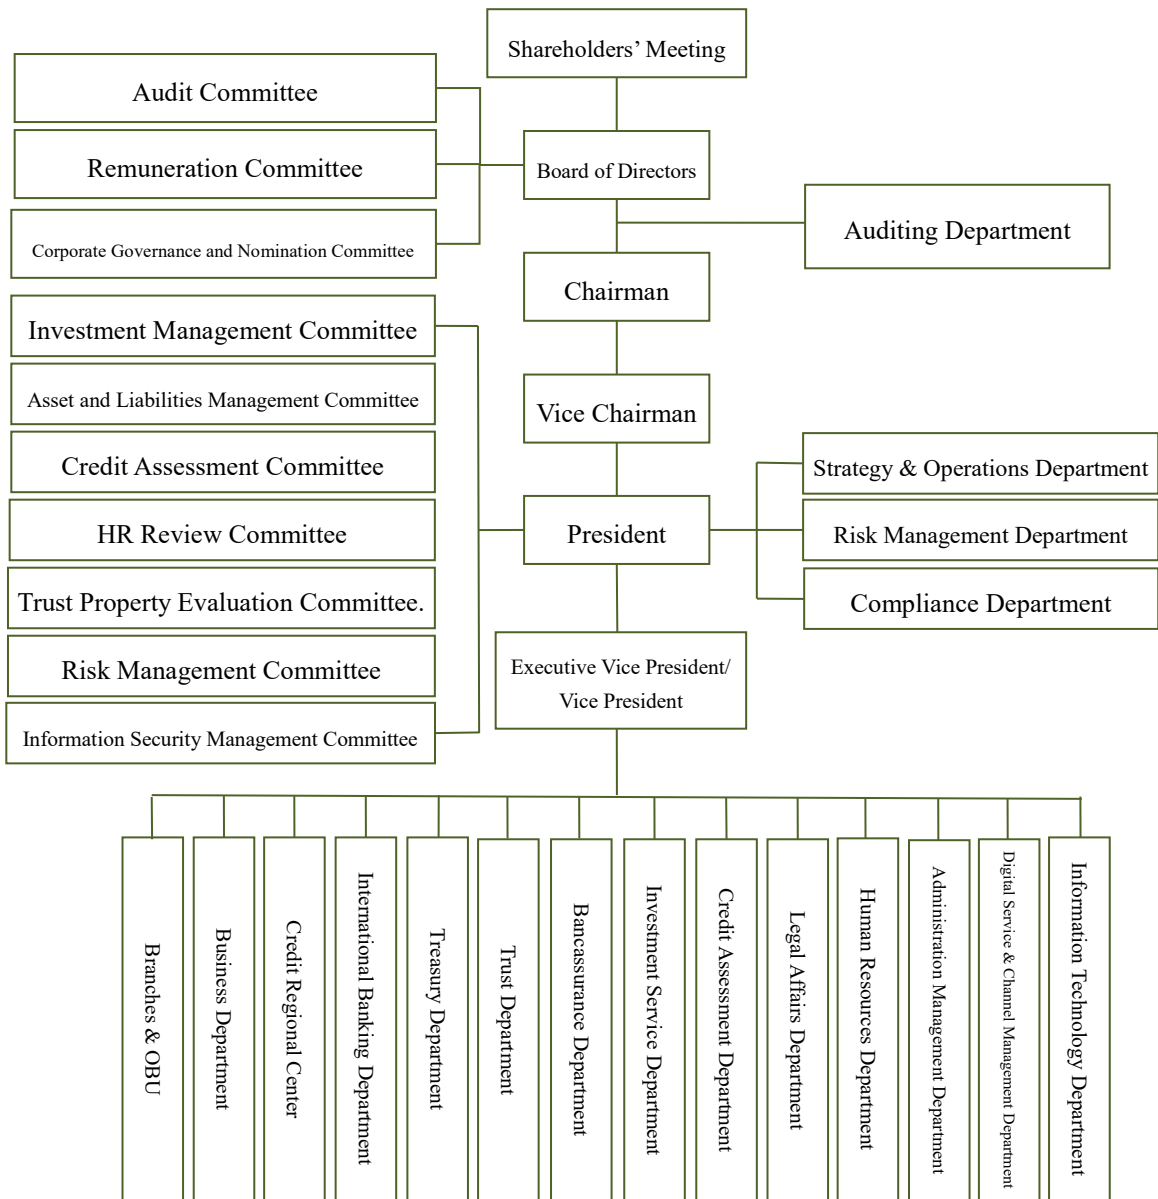 Shareholders’ Meeting
Audit Committee
Remuneration Committee
Board of Directors
Corporate Governance and Nomination Committee
Auditing Department
Chairman
Investment Management Committee
Asset and Liabilities Management Committee
Vice Chairman
Credit Assessment Committee
Strategy & Operations Department
HR Review Committee
President
Risk Management Department
Trust Property Evaluation Committee.
Compliance Department
Risk Management Committee
Executive Vice President/
Vice President
Information Security Management Committee
Branches & OBU
Business Department
Credit Regional Center
International Banking Department
Treasury Department
Trust Department
Bancassurance Department
Investment Service Department
Credit Assessment Department
Legal Affairs Department
Human Resources Department
Administration Management Department
Digital Service & Channel Management Department
Information Technology Department